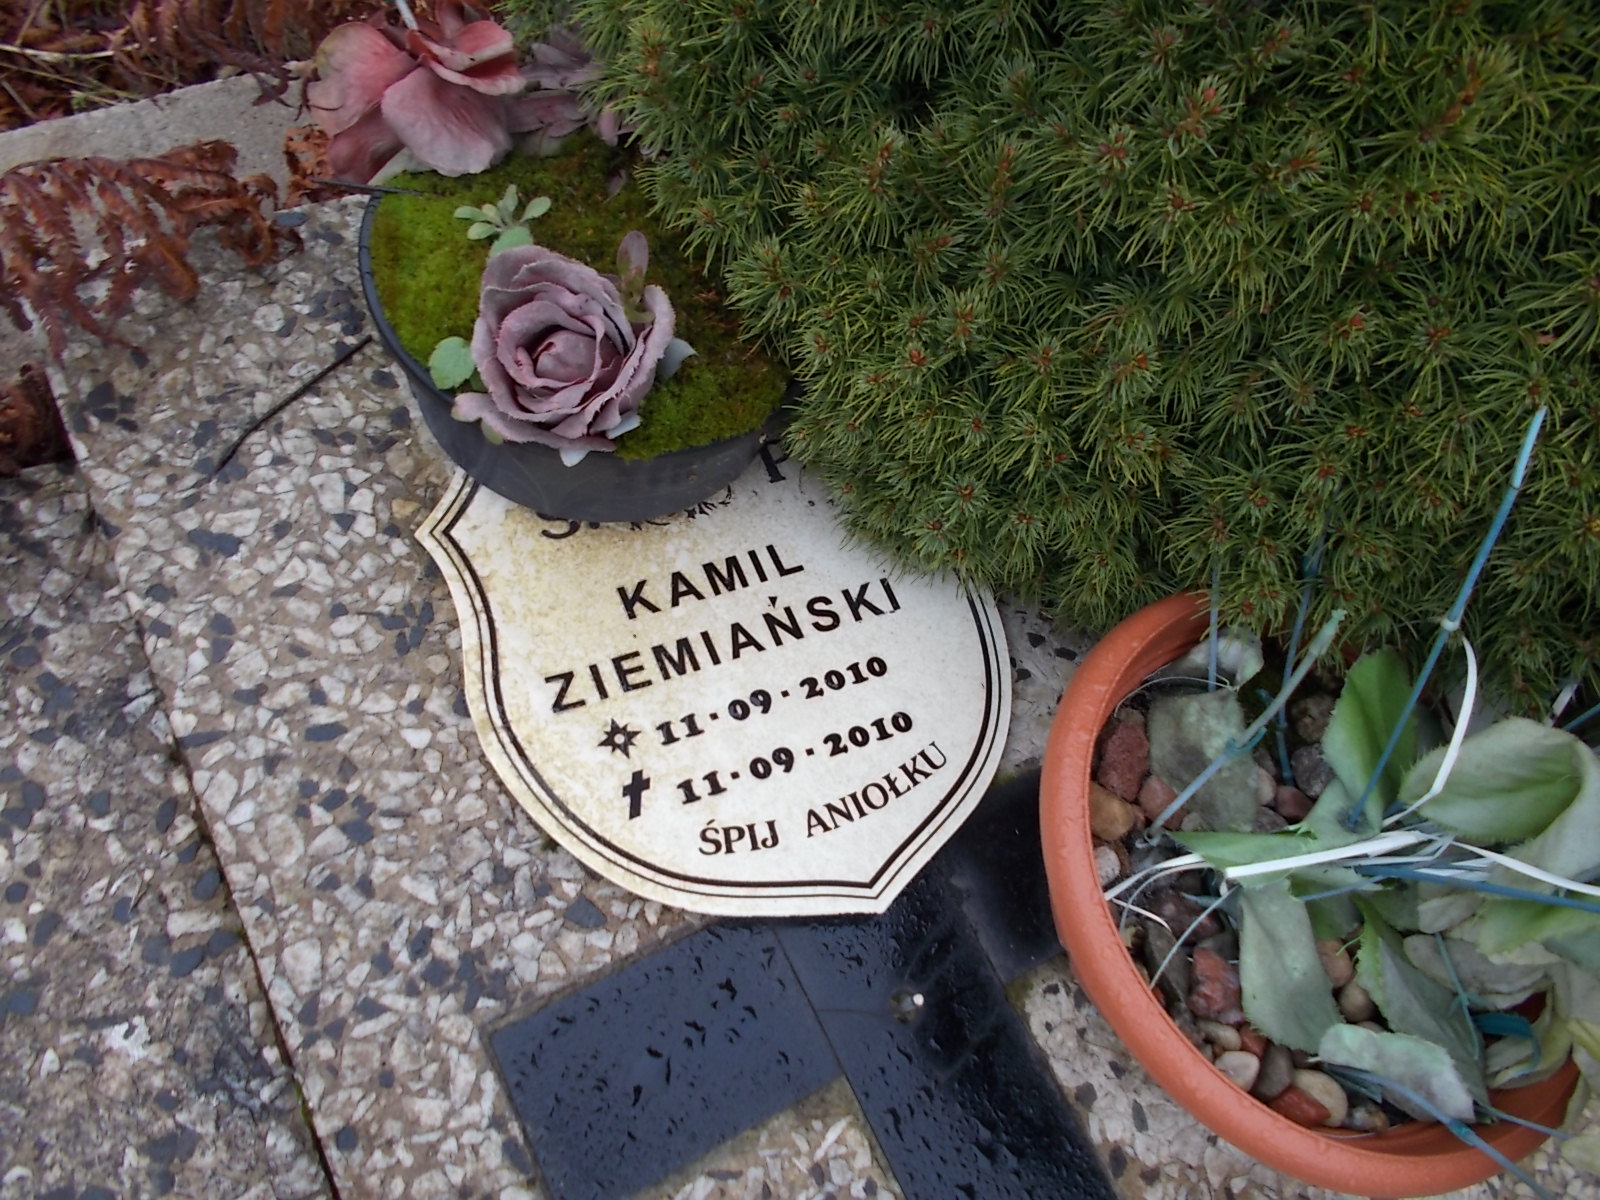 KAMIL
ZIEMIAŃSKI
11·09·2010
11·09·2010
ŚPIJ ANIOŁKU